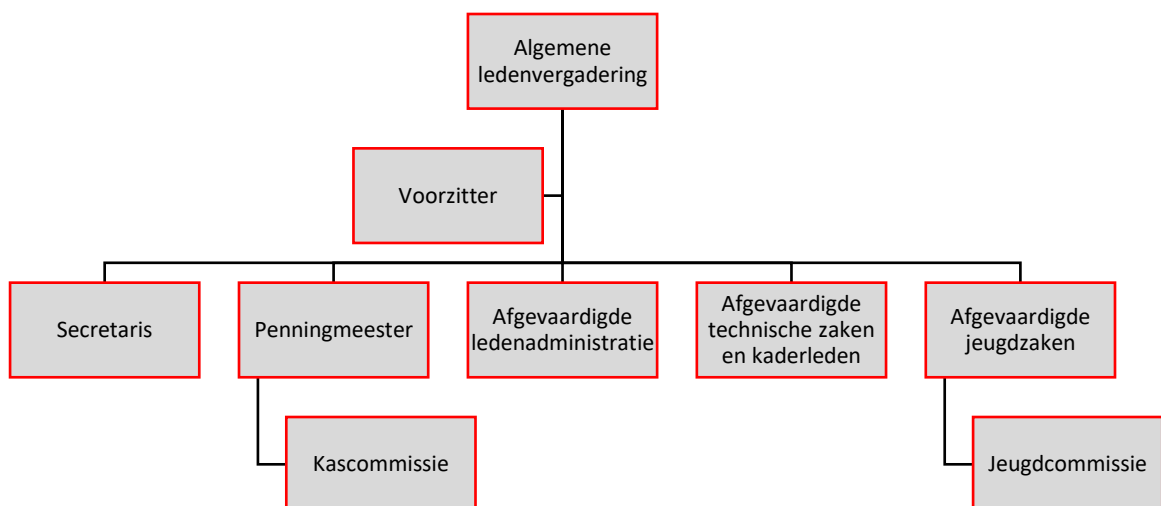 Algemene
ledenvergadering
Voorzitter
Secretaris
Penningmeester
Afgevaardigde
ledenadministratie
Afgevaardigde
technische zaken
en kaderleden
Afgevaardigde
jeugdzaken
Kascommissie
Jeugdcommissie